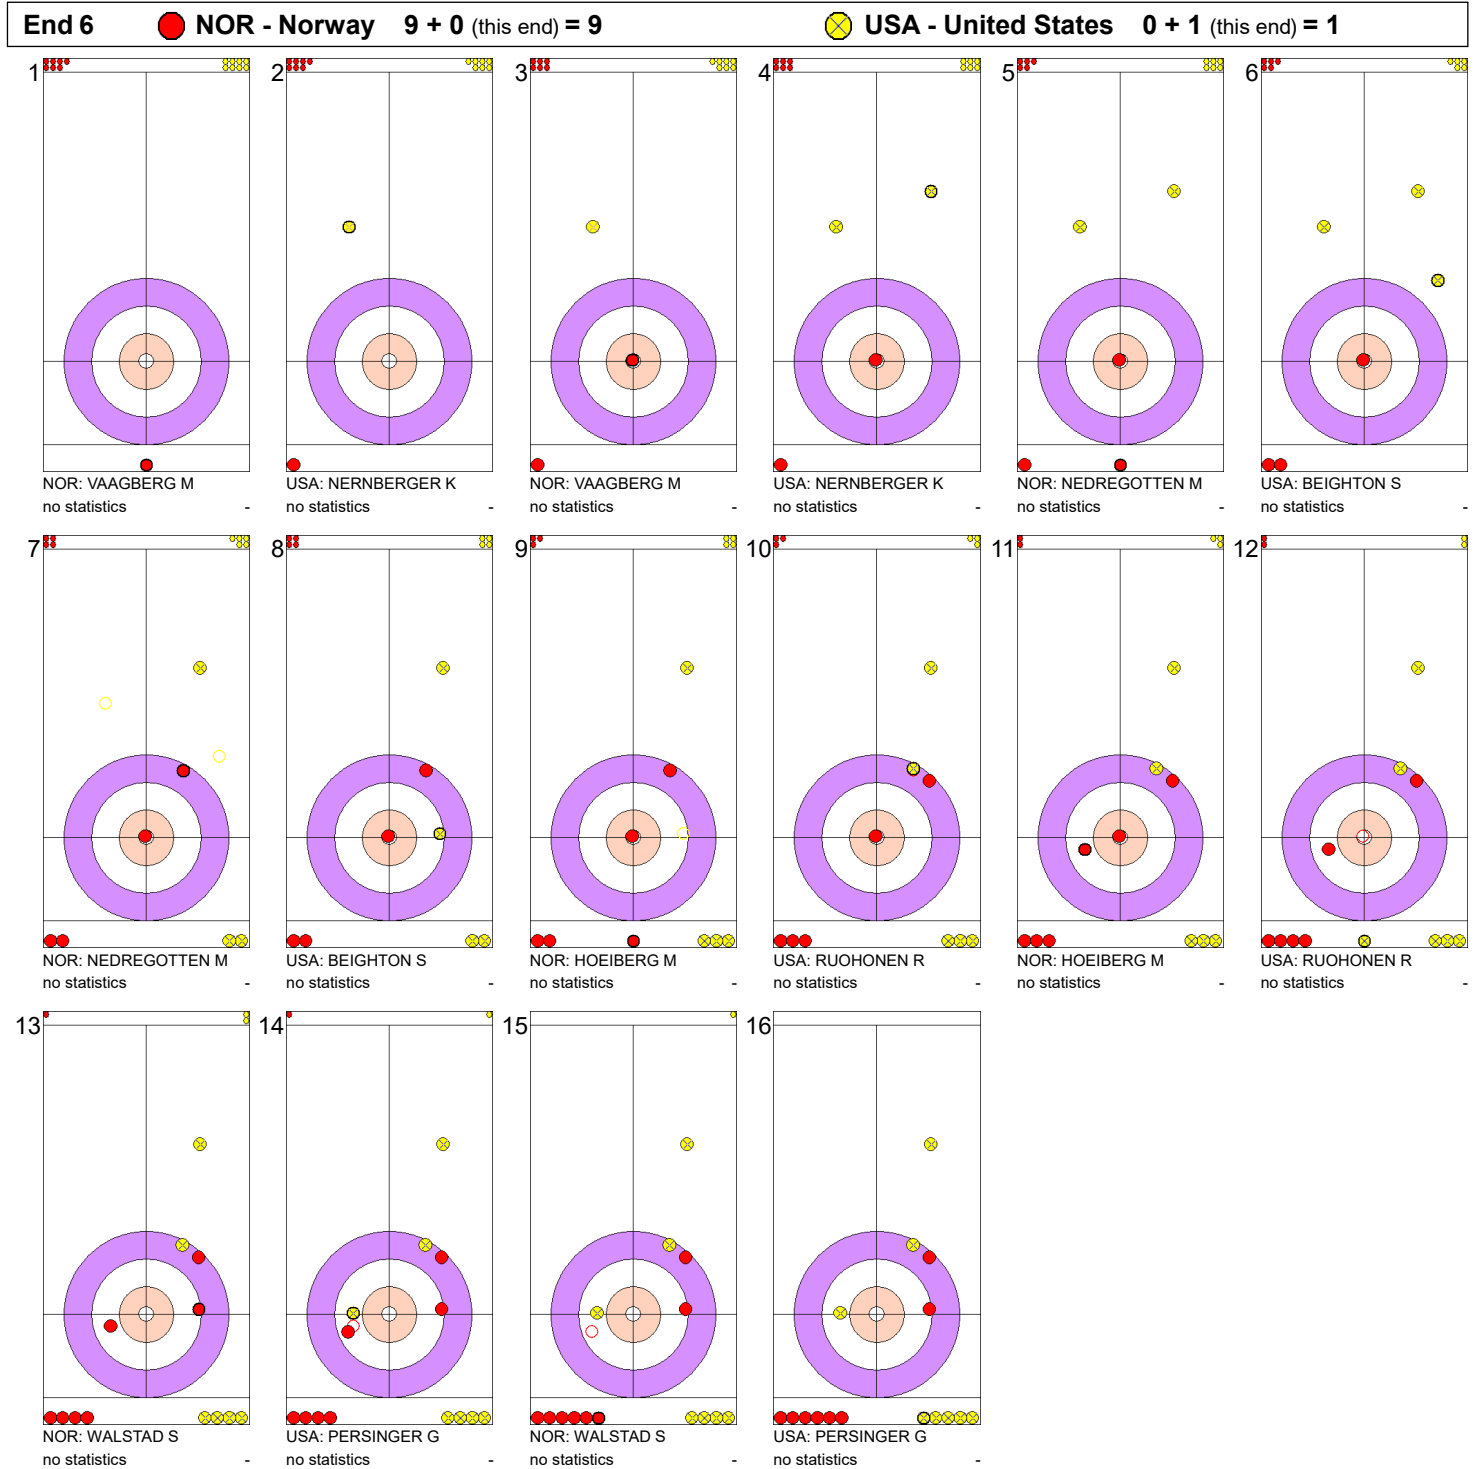 End 6 NOR - Norway 9 + 0 (this end) = 9 USA - United States 0 + 1 (this end) = 1
1 2 3 4 5 6
NOR: VAAGBERG M USA: NERNBERGER K NOR: VAAGBERG M USA: NERNBERGER K NOR: NEDREGOTTEN M USA: BEIGHTON S
no statistics - no statistics - no statistics - no statistics - no statistics - no statistics -
7 8 9 10 11 12
NOR: NEDREGOTTEN M USA: BEIGHTON S NOR: HOEIBERG M USA: RUOHONEN R NOR: HOEIBERG M USA: RUOHONEN R
no statistics - no statistics - no statistics - no statistics - no statistics - no statistics -
13 14 15 16
NOR: WALSTAD S USA: PERSINGER G NOR: WALSTAD S USA: PERSINGER G
no statistics - no statistics - no statistics - no statistics -